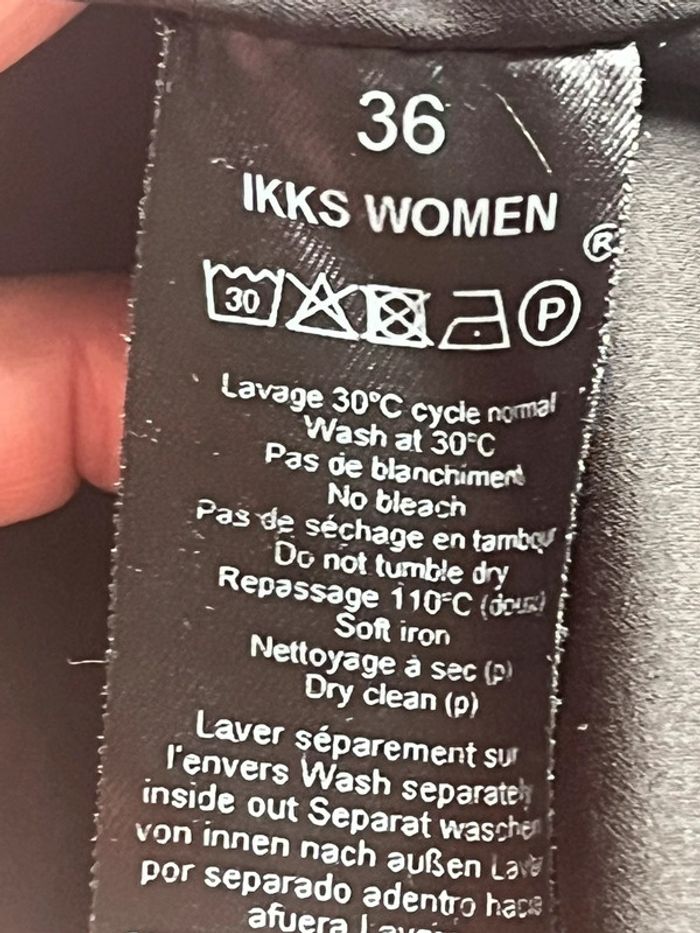 36
IKKS WOMEN
®
30 P
Lavage 30°C cycle normal
Wash at 30°C
Pas de blanchiment
No bleach
Pas de séchage en tambour
Do not tumble dry
Repassage 110°C (doux)
Soft iron
Nettoyage à sec (p)
Dry clean (p)
Laver séparement sur
l'envers Wash separately
inside out Separat waschen
von innen nach außen
por separado adentro hacia
afuera